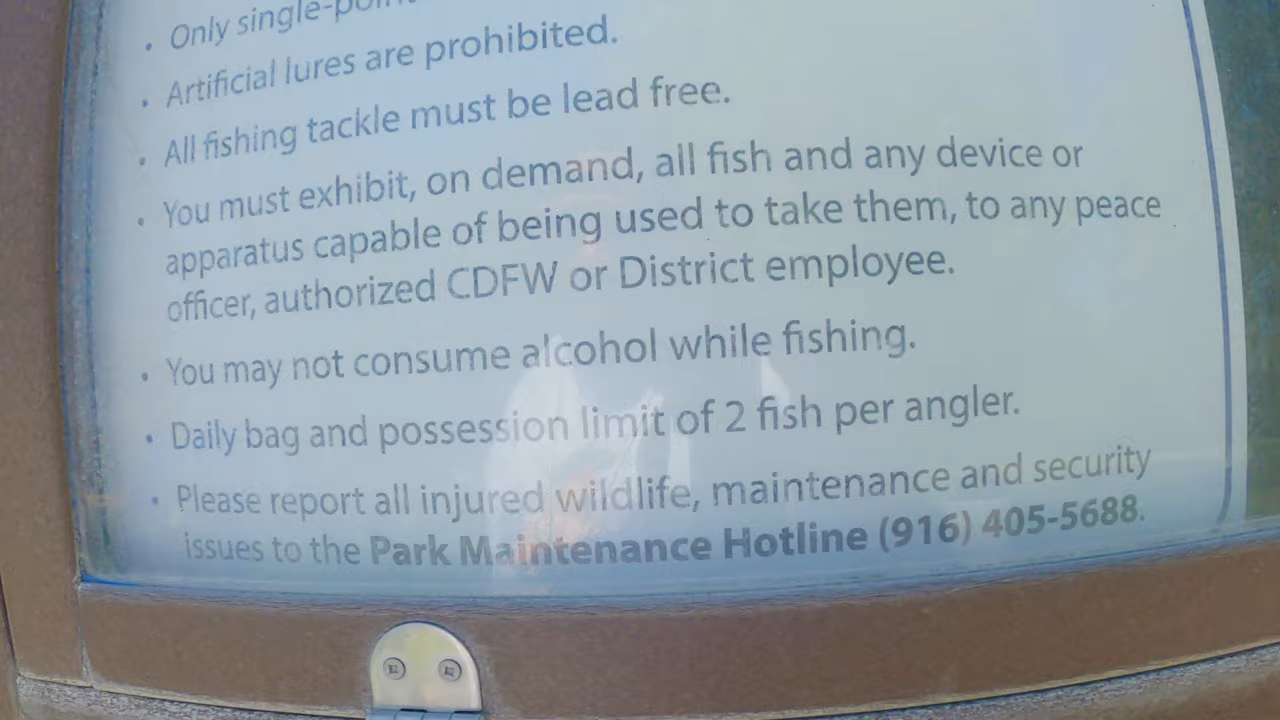 • Only single-point
• Artificial lures are prohibited.
• All fishing tackle must be lead free.
• You must exhibit, on demand, all fish and any device or
apparatus capable of being used to take them, to any peace
officer, authorized CDFW or District employee.
• You may not consume alcohol while fishing.
• Daily bag and possession limit of 2 fish per angler.
• Please report all injured wildlife, maintenance and security
issues to the Park Maintenance Hotline (916) 405-5688.